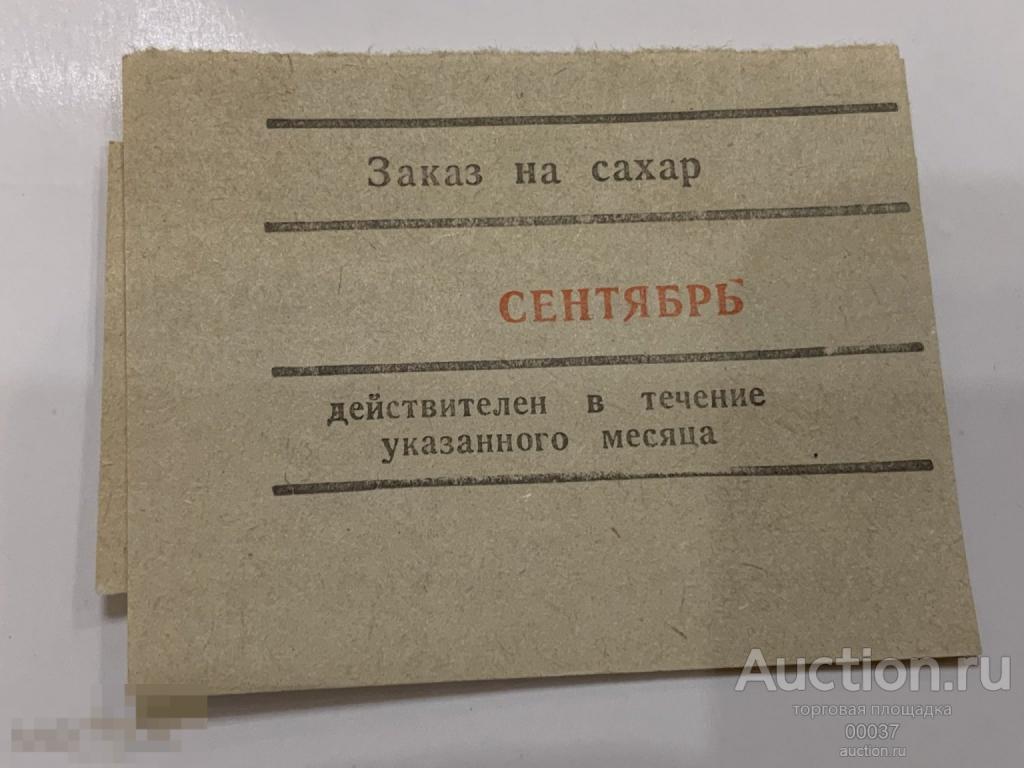 Заказ на сахар
СЕНТЯБРЬ
действителен в течение
указанного месяца
Auction.ru
торговая площадка
00037
auction.ru